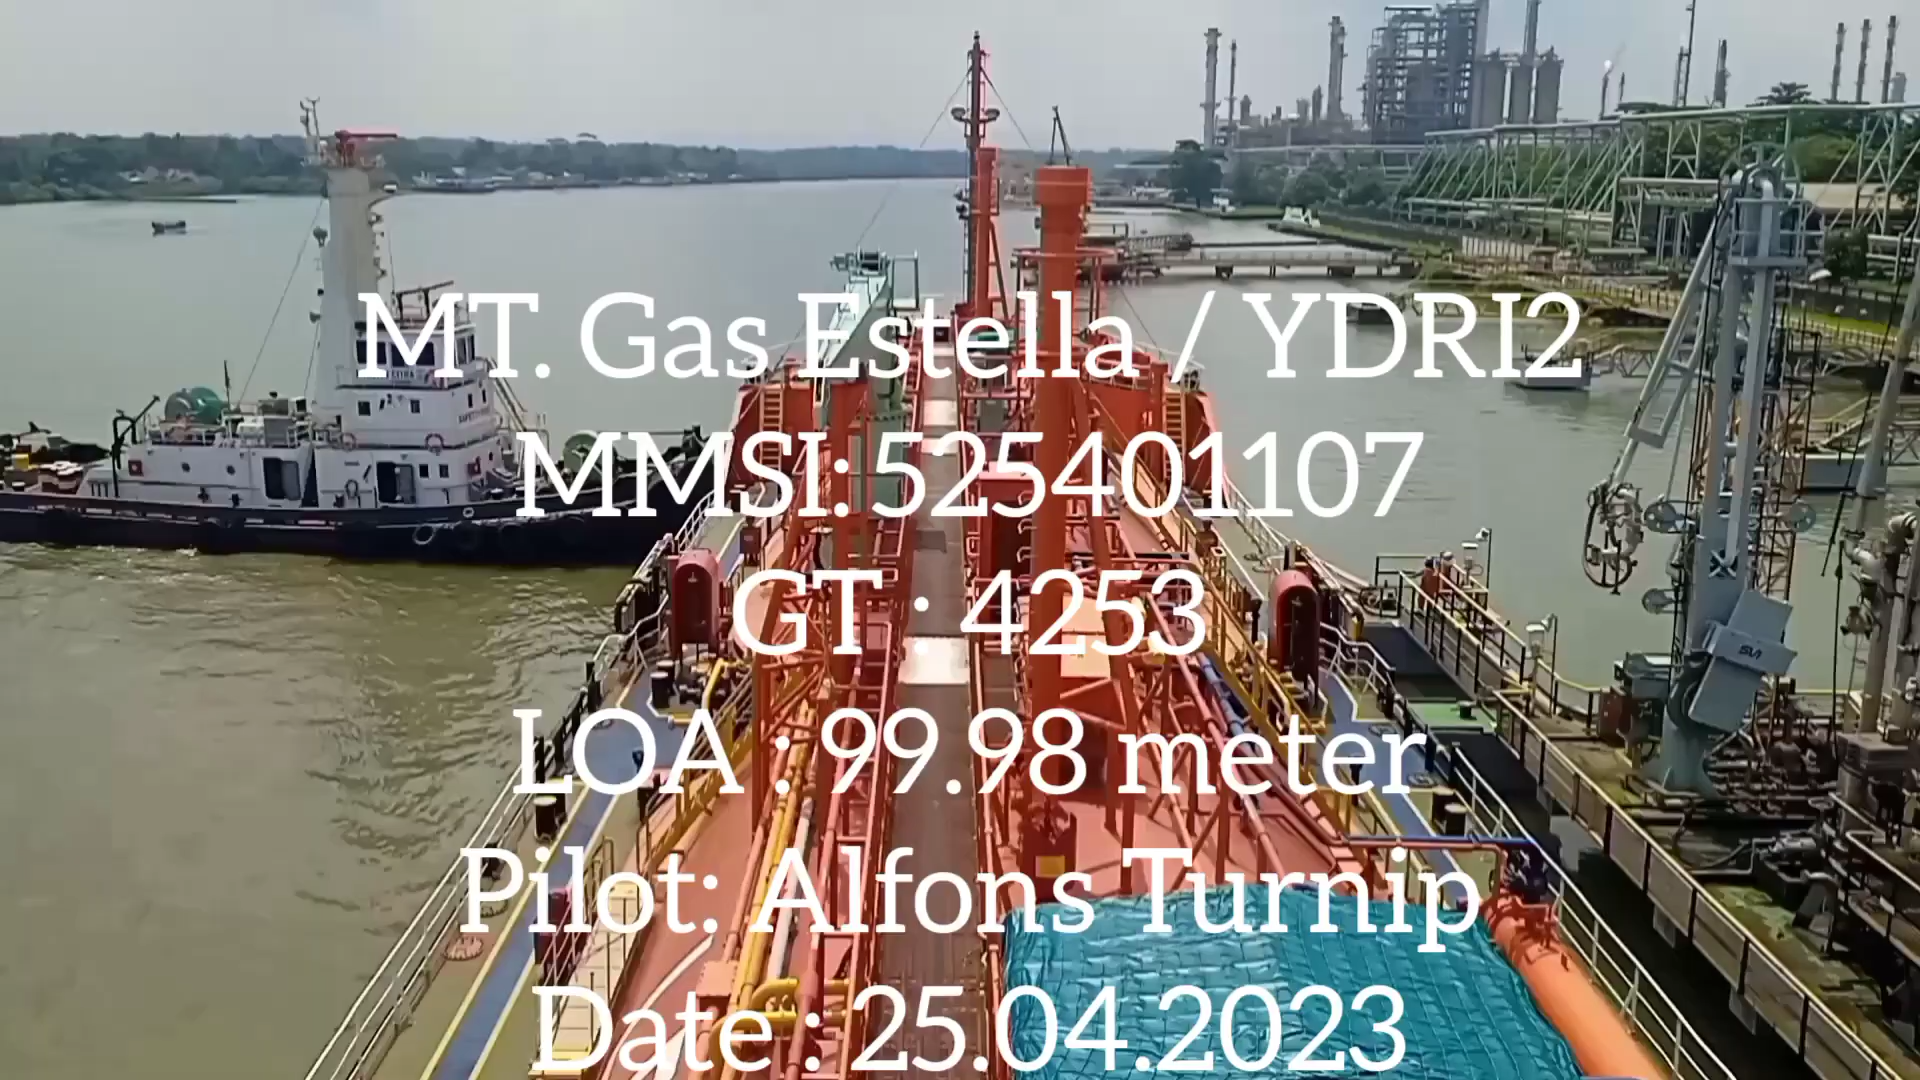 MT. Gas Estella / YDRI2
MMSI: 525401107
GT : 4253
LOA : 99.98 meter
Pilot: Alfons Turnip
Date : 25.04.2023
SVI